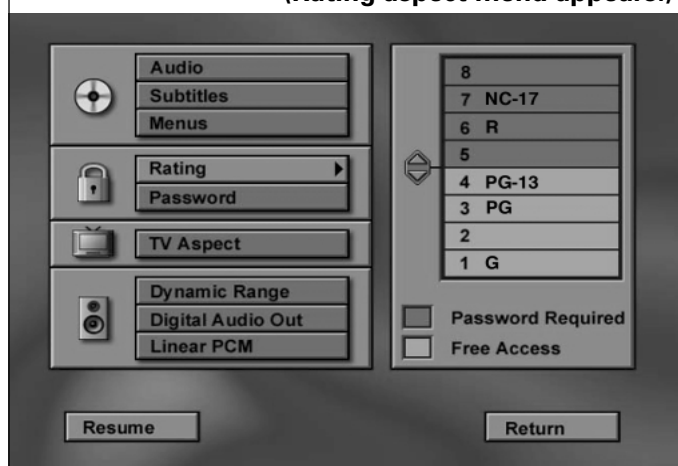 (Rating aspect menu appears.)
Audio
Subtitles
Menus
Rating
Password
TV Aspect
Dynamic Range
Digital Audio Out
Linear PCM
8
7 NC-17
6 R
5
4 PG-13
3 PG
2
1 G
Password Required
Free Access
Resume
Return